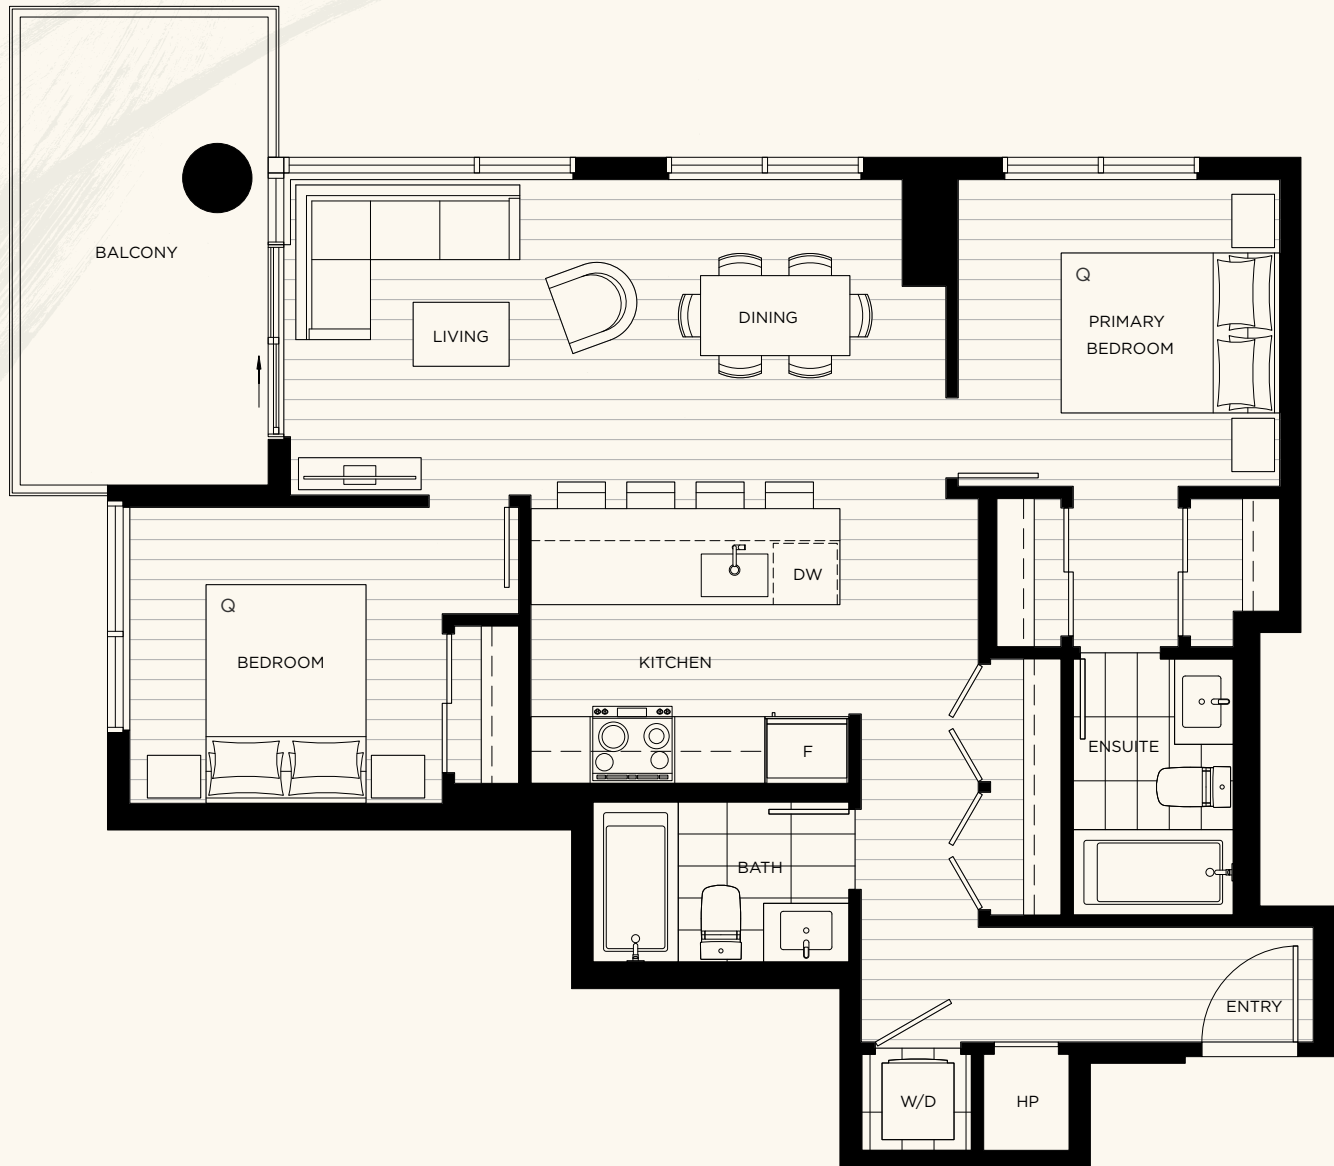 BALCONY
LIVING
DINING
Q
PRIMARY
BEDROOM
DW
Q
BEDROOM
KITCHEN
F
ENSUITE
BATH
ENTRY
W/D
HP